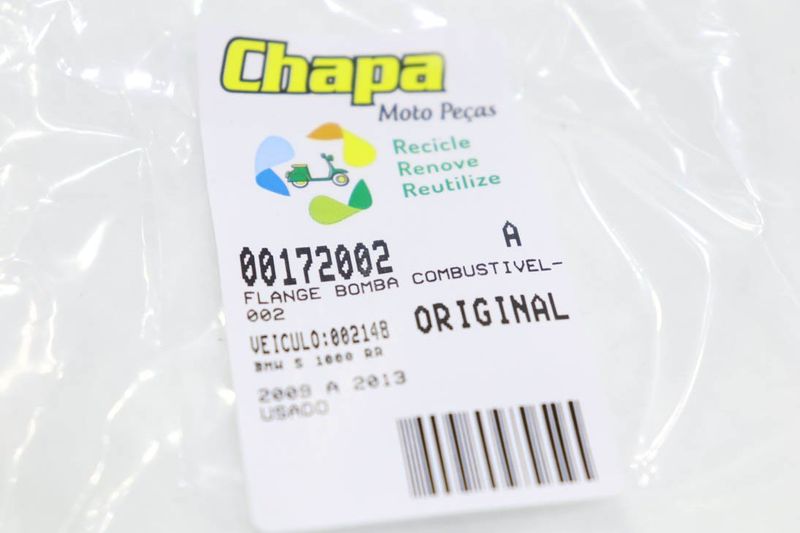 Chapa
Moto Peças
Recicle
Renove
Reutilize
00172002 A
FLANGE BOMBA COMBUSTIVEL-
002
ORIGINAL
VEICULO:002148
BMW S 1000 RR
2009 A 2013
USADO